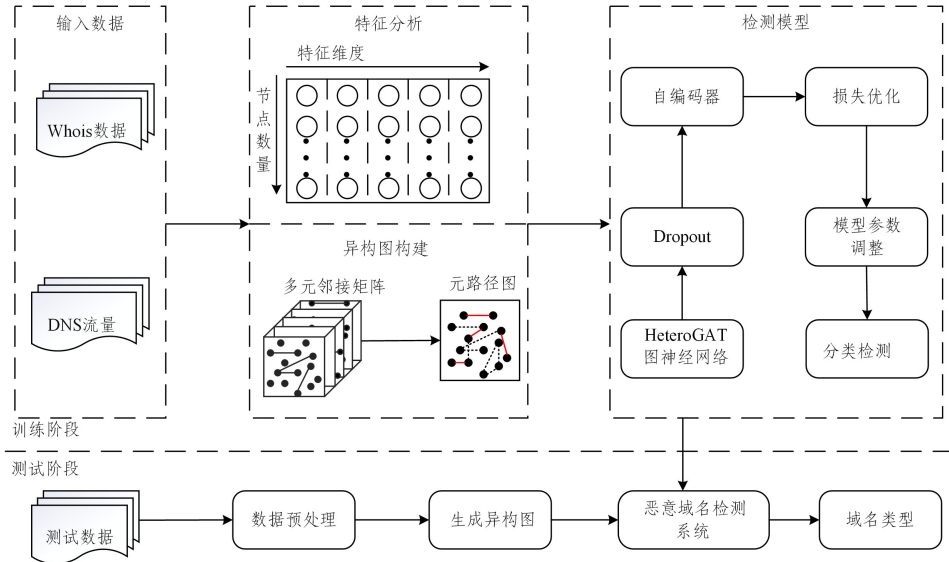 输入数据
Whois数据
DNS流量
训练阶段
特征分析
特征维度
节点数量
异构图构建
多元邻接矩阵
元路径图
检测模型
自编码器
损失优化
Dropout
模型参数
调整
HeteroGAT
图神经网络
分类检测
测试阶段
测试数据
数据预处理
生成异构图
恶意域名检测
系统
域名类型